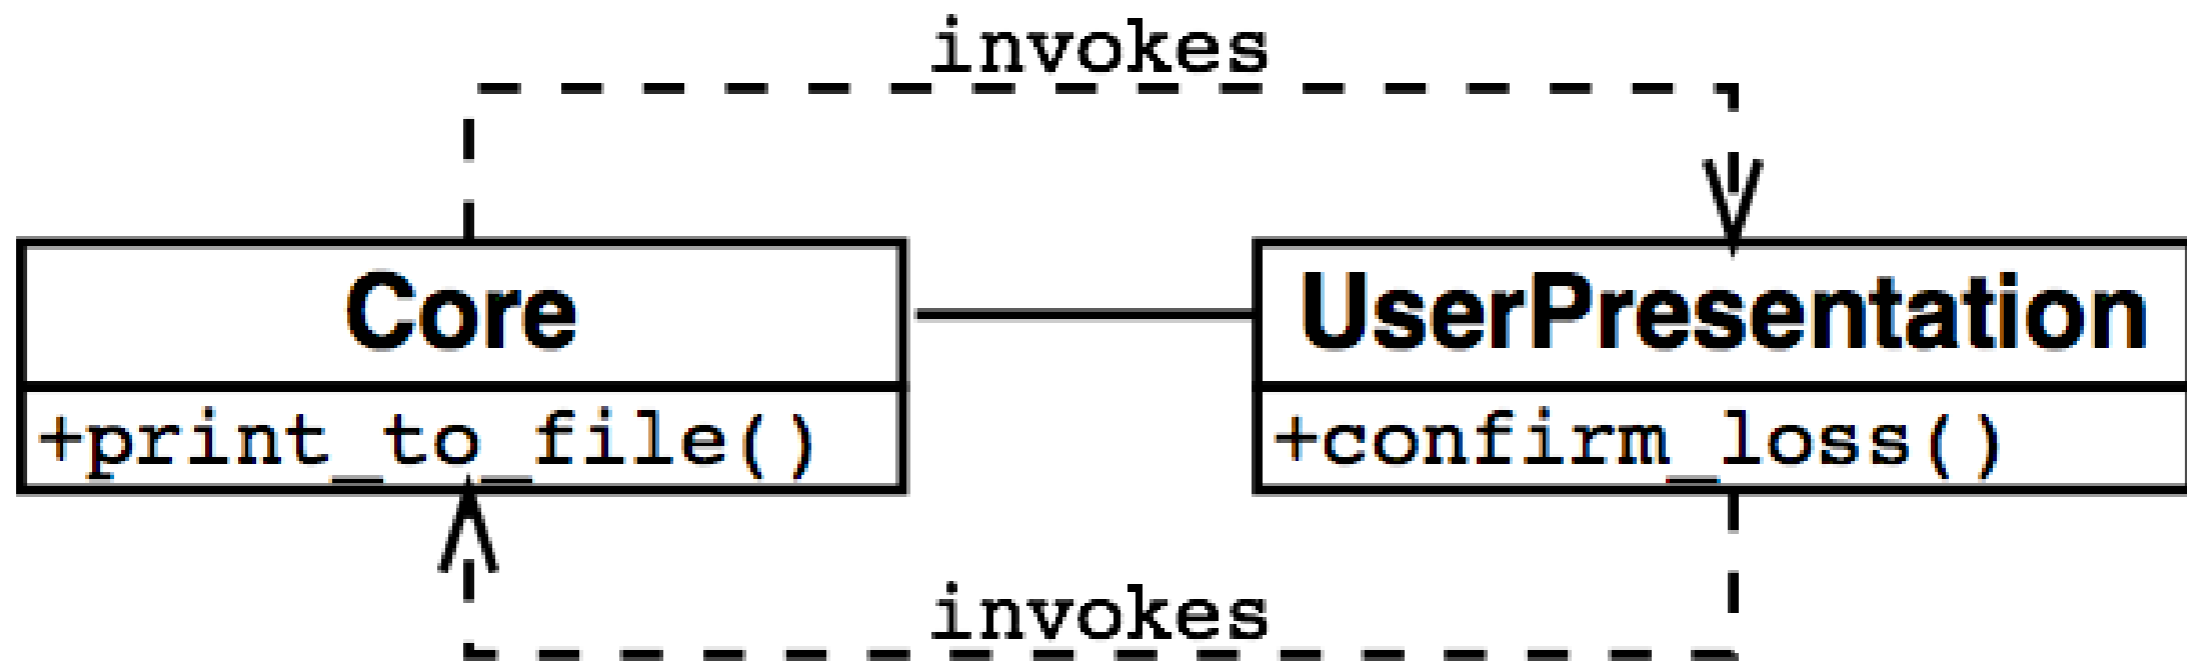 invokes
Core
UserPresentation
+print_to_file()
+confirm_loss()
invokes